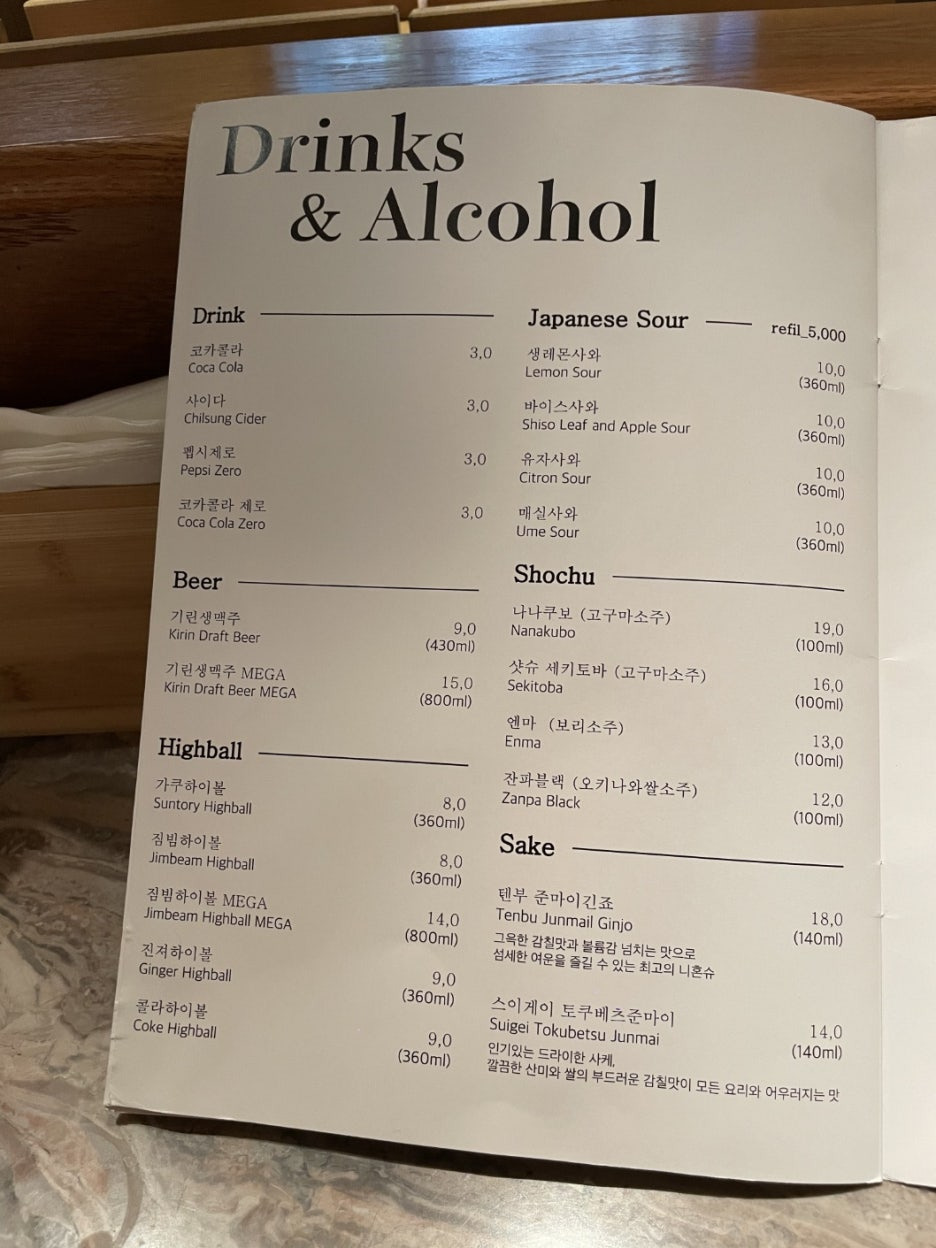 Drinks
& Alcohol
Drink
코카콜라 3,0
Coca Cola
사이다 3,0
Chilsung Cider
펩시제로 3,0
Pepsi Zero
코카콜라 제로 3,0
Coca Cola Zero
Beer
기린생맥주 9,0
Kirin Draft Beer (430ml)
기린생맥주 MEGA 15,0
Kirin Draft Beer MEGA (800ml)
Highball
가쿠하이볼 8,0
Suntory Highball (360ml)
짐빔하이볼 8,0
Jimbeam Highball (360ml)
짐빔하이볼 MEGA 14,0
Jimbeam Highball MEGA (800ml)
진져하이볼 9,0
Ginger Highball (360ml)
콜라하이볼 9,0
Coke Highball (360ml)
Japanese Sour refil_5,000
생레몬사와 10,0
Lemon Sour (360ml)
바이스사와 10,0
Shiso Leaf and Apple Sour (360ml)
유자사와 10,0
Citron Sour (360ml)
매실사와 10,0
Ume Sour (360ml)
Shochu
나나쿠보 (고구마소주) 19,0
Nanakubo (100ml)
샷슈 세키토바 (고구마소주) 16,0
Sekitoba (100ml)
엔마 (보리소주) 13,0
Enma (100ml)
잔파블랙 (오키나와쌀소주) 12,0
Zanpa Black (100ml)
Sake
텐부 준마이긴죠 18,0
Tenbu Junmail Ginjo (140ml)
그윽한 감칠맛과 볼륨감 넘치는 맛으로
섬세한 여운을 즐길 수 있는 최고의 니혼슈
스이게이 토쿠베츠준마이 14,0
Suigei Tokubetsu Junmai (140ml)
인기있는 드라이한 사케,
깔끔한 산미와 쌀의 부드러운 감칠맛이 모든 요리와 어우러지는 맛